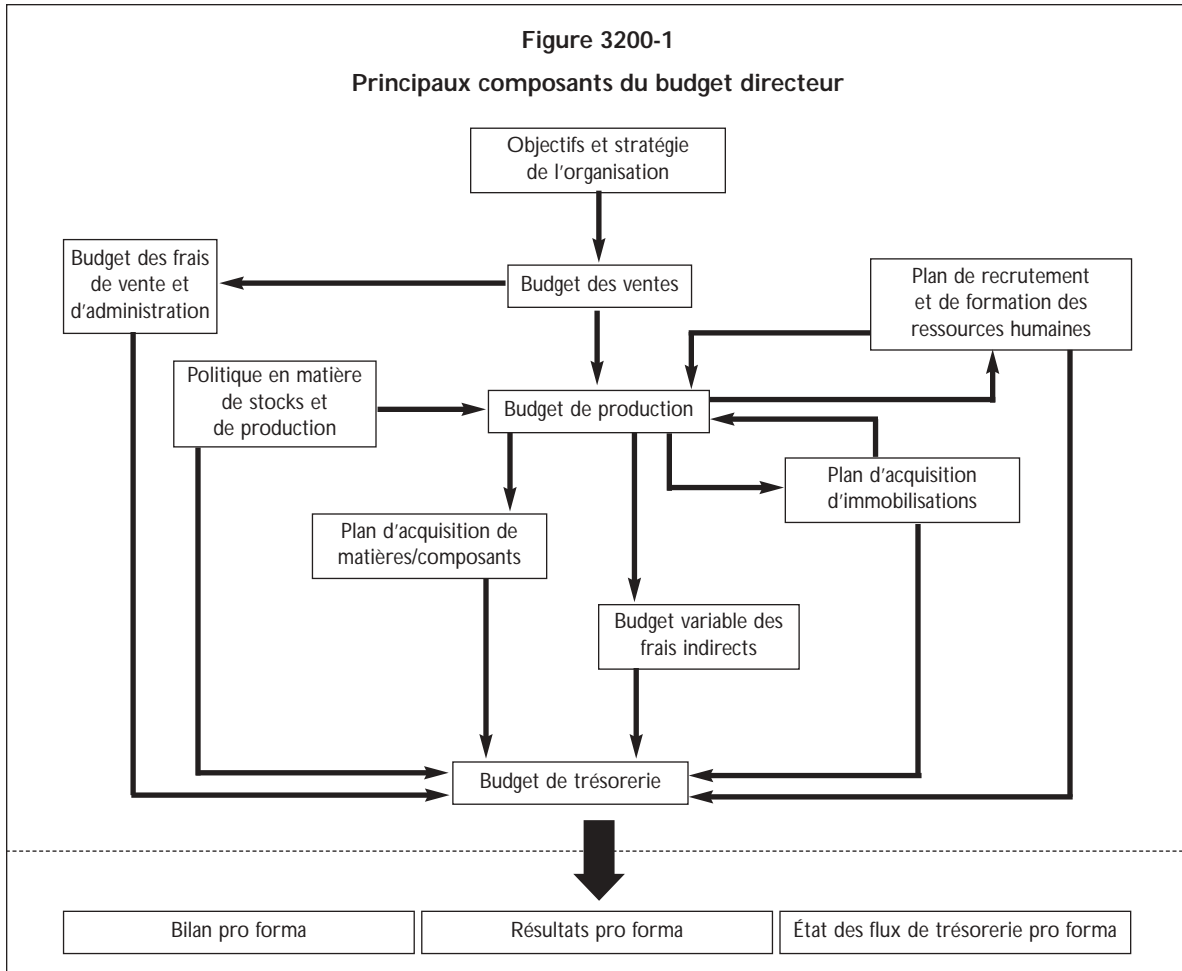 Figure 3200-1
Principaux composants du budget directeur
Objectifs et stratégie
de l'organisation
Budget des frais
de vente et
d'administration
Budget des ventes
Plan de recrutement
et de formation des
ressources humaines
Politique en matière
de stocks et
de production
Budget de production
Plan d'acquisition
d'immobilisations
Plan d'acquisition de
matières/composants
Budget variable des
frais indirects
Budget de trésorerie
Bilan pro forma
Résultats pro forma
État des flux de trésorerie pro forma